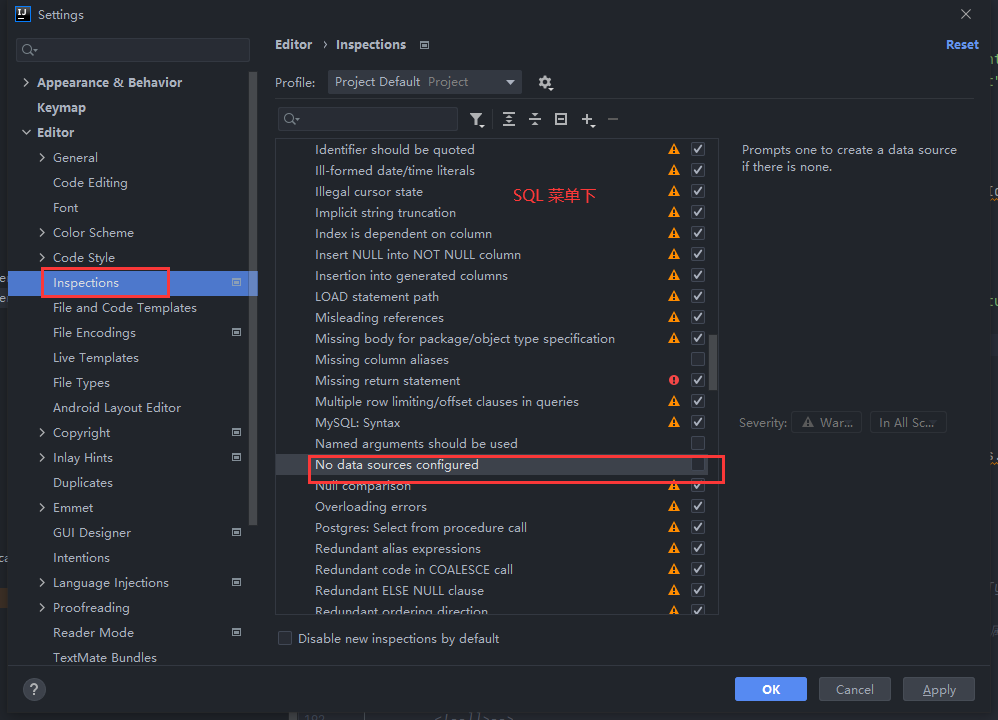 IJ
Settings
Editor › Inspections
Reset
Appearance & Behavior
Keymap
Editor
General
Code Editing
Font
Color Scheme
Code Style
Inspections
File and Code Templates
File Encodings
Live Templates
File Types
Android Layout Editor
Copyright
Inlay Hints
Duplicates
Emmet
GUI Designer
Intentions
Language Injections
Proofreading
Reader Mode
TextMate Bundles
Profile: Project Default Project
Identifier should be quoted
Ill-formed date/time literals
Illegal cursor state
SQL 菜单下
Implicit string truncation
Index is dependent on column
Insert NULL into NOT NULL column
Insertion into generated columns
LOAD statement path
Misleading references
Missing body for package/object type specification
Missing column aliases
Missing return statement
Multiple row limiting/offset clauses in queries
MySQL: Syntax
Named arguments should be used
No data sources configured
Null comparison
Overloading errors
Postgres: Select from procedure call
Redundant alias expressions
Redundant code in COALESCE call
Redundant ELSE NULL clause
Redundant ordering direction
Prompts one to create a data source
if there is none.
Severity: War... In All Sc...
Disable new inspections by default
?
OK
Cancel
Apply